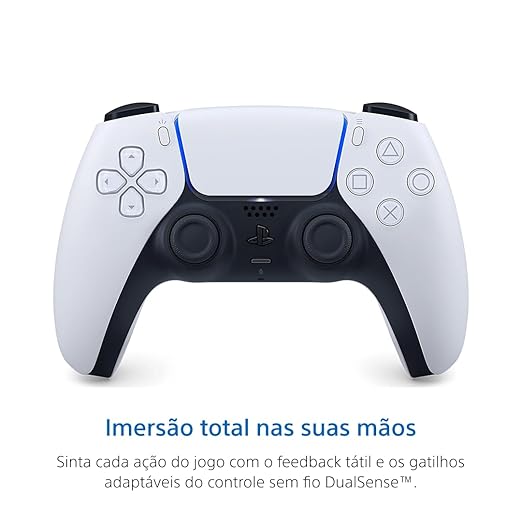 Imersão total nas suas mãos
Sinta cada ação do jogo com o feedback tátil e os gatilhos
adaptáveis do controle sem fio DualSense™.